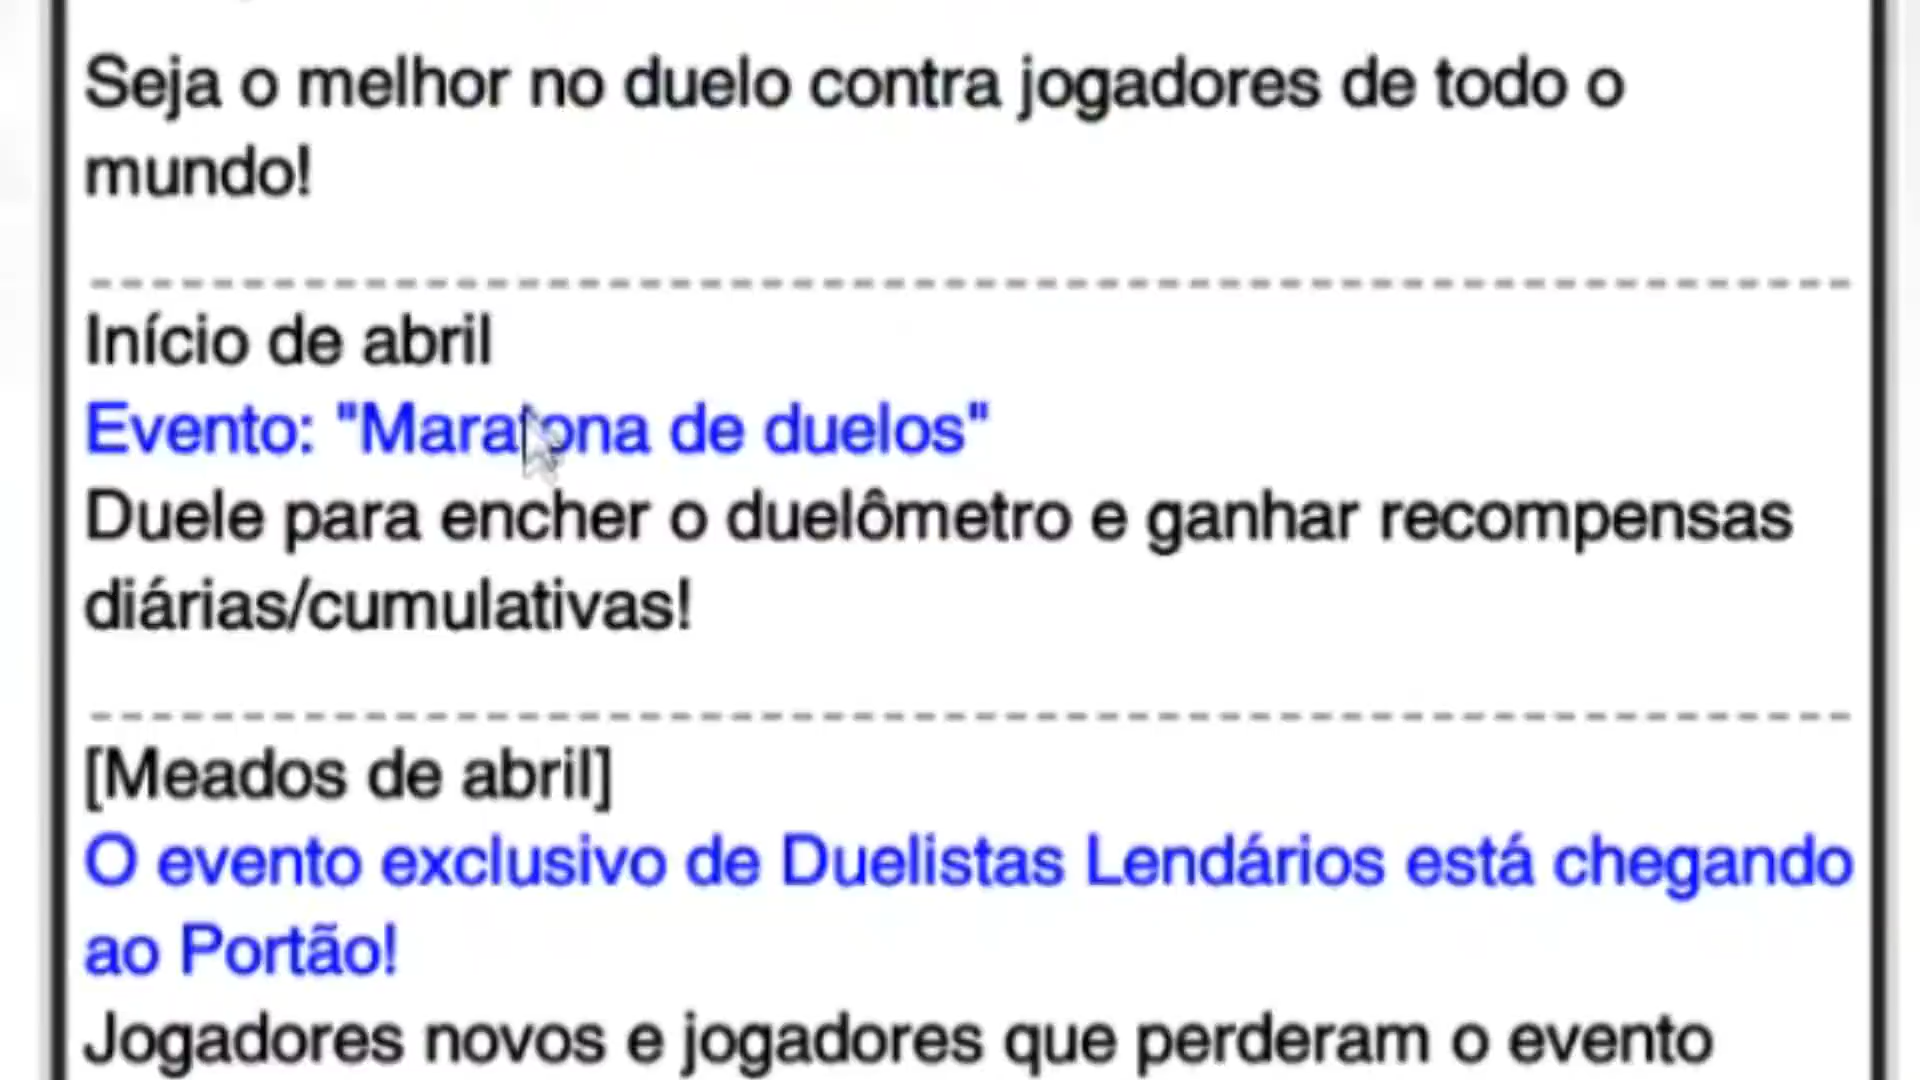 Seja o melhor no duelo contra jogadores de todo o
mundo!
Início de abril
Evento: "Maratona de duelos"
Duele para encher o duelômetro e ganhar recompensas
diárias/cumulativas!
[Meados de abril]
O evento exclusivo de Duelistas Lendários está chegando
ao Portão!
Jogadores novos e jogadores que perderam o evento